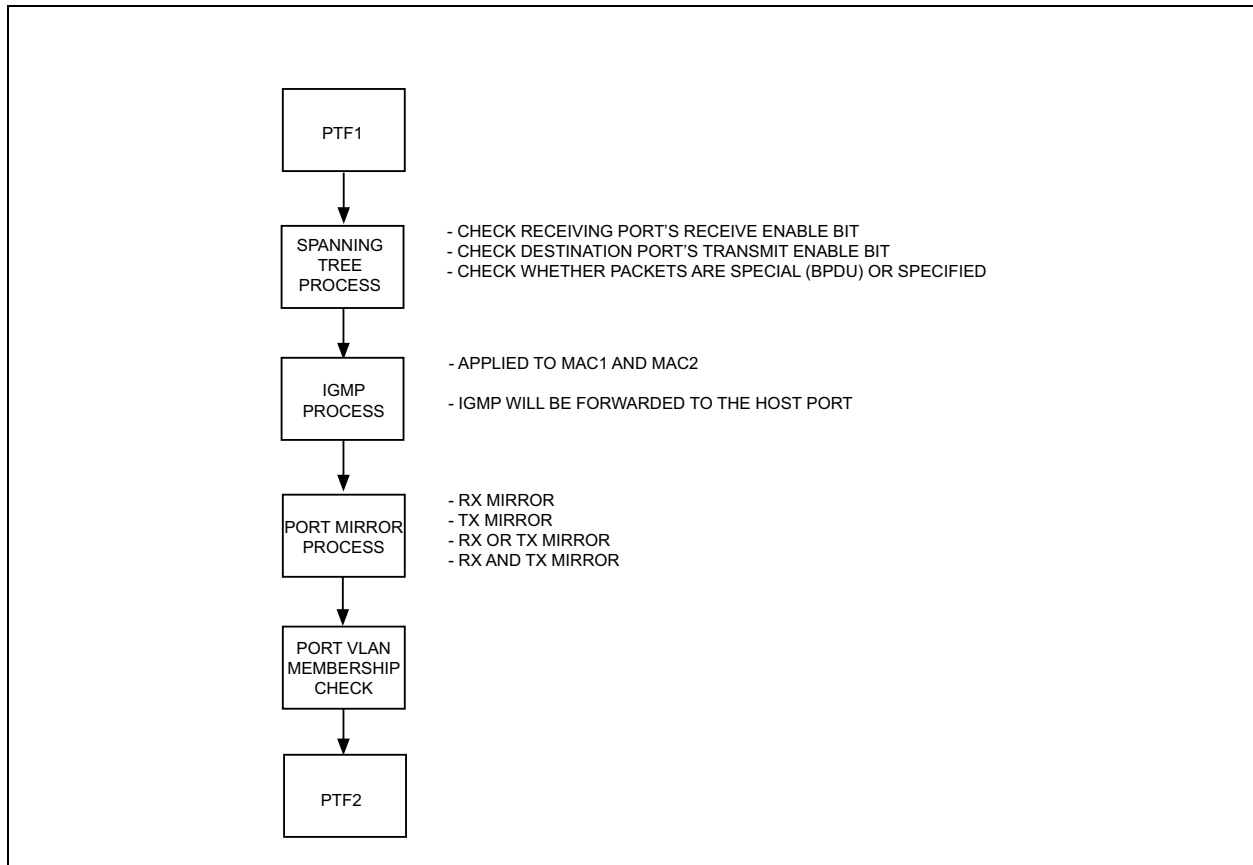 PTF1
SPANNING
TREE
PROCESS
- CHECK RECEIVING PORT’S RECEIVE ENABLE BIT
- CHECK DESTINATION PORT’S TRANSMIT ENABLE BIT
- CHECK WHETHER PACKETS ARE SPECIAL (BPDU) OR SPECIFIED
IGMP
PROCESS
- APPLIED TO MAC1 AND MAC2
- IGMP WILL BE FORWARDED TO THE HOST PORT
PORT MIRROR
PROCESS
- RX MIRROR
- TX MIRROR
- RX OR TX MIRROR
- RX AND TX MIRROR
PORT VLAN
MEMBERSHIP
CHECK
PTF2